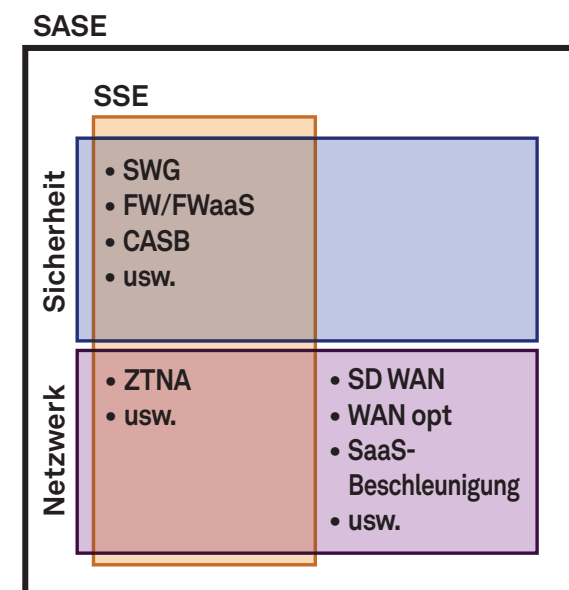 SASE
SSE
Sicherheit
• SWG
• FW/FWaaS
• CASB
• usw.
Netzwerk
• ZTNA
• usw.
• SD WAN
• WAN opt
• SaaS-
Beschleunigung
• usw.